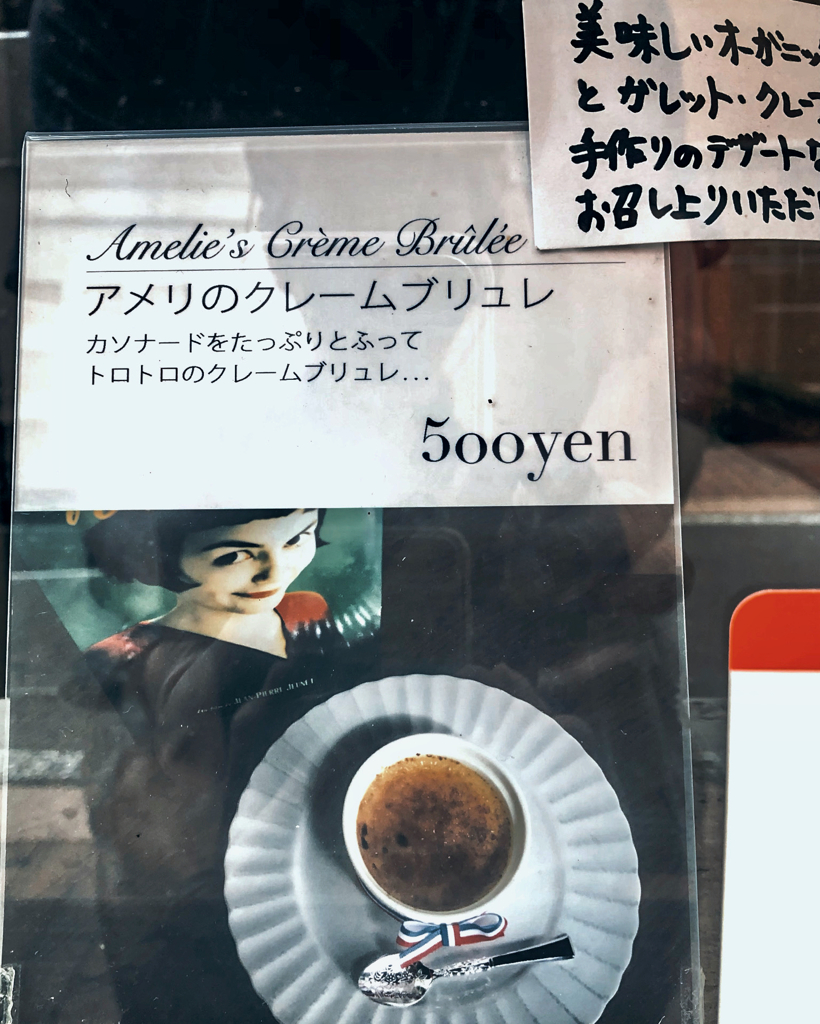 美味しいオーガニッ
とガレット・クレー
手作りのデザートな
お召し上りいただ
Amelie's Crème Brûlée
アメリのクレームブリュレ
カソナードをたっぷりとふって
トロトロのクレームブリュレ...
500yen
JEAN-PIERRE JEUNET